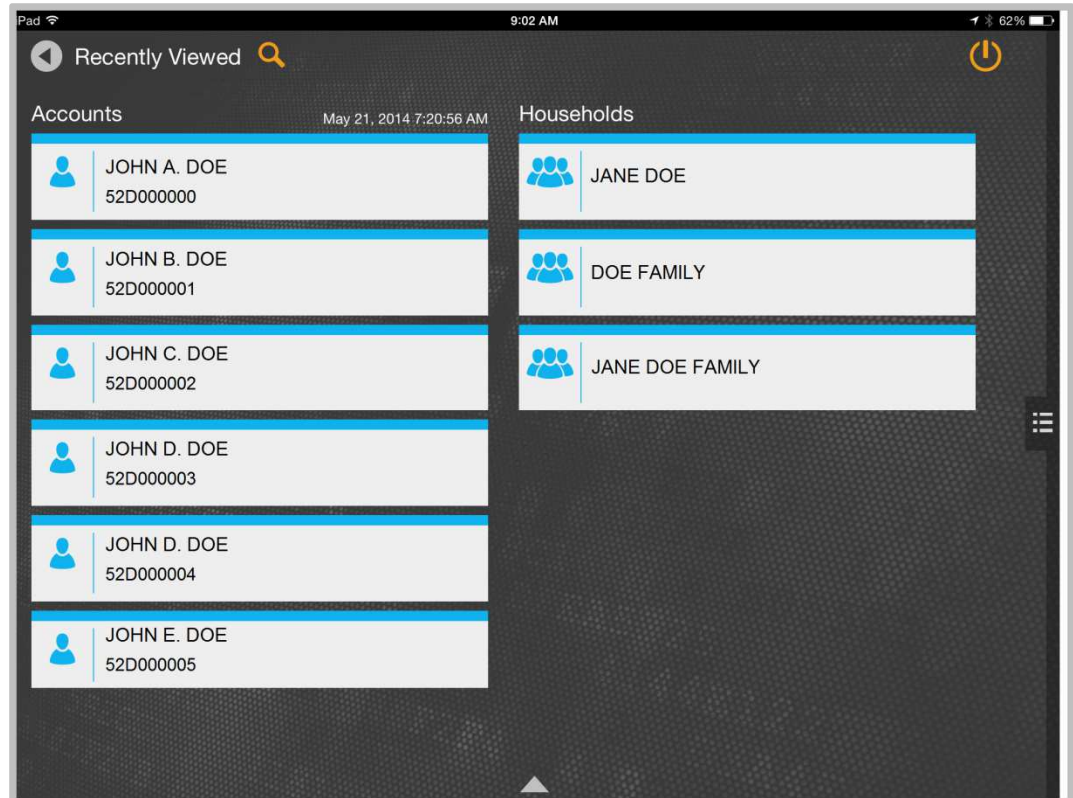 iPad 9:02 AM 62%
Recently Viewed
Accounts May 21, 2014 7:20:56 AM Households
JOHN A. DOE
52D000000
JOHN B. DOE
52D000001
JOHN C. DOE
52D000002
JOHN D. DOE
52D000003
JOHN D. DOE
52D000004
JOHN E. DOE
52D000005
JANE DOE
DOE FAMILY
JANE DOE FAMILY